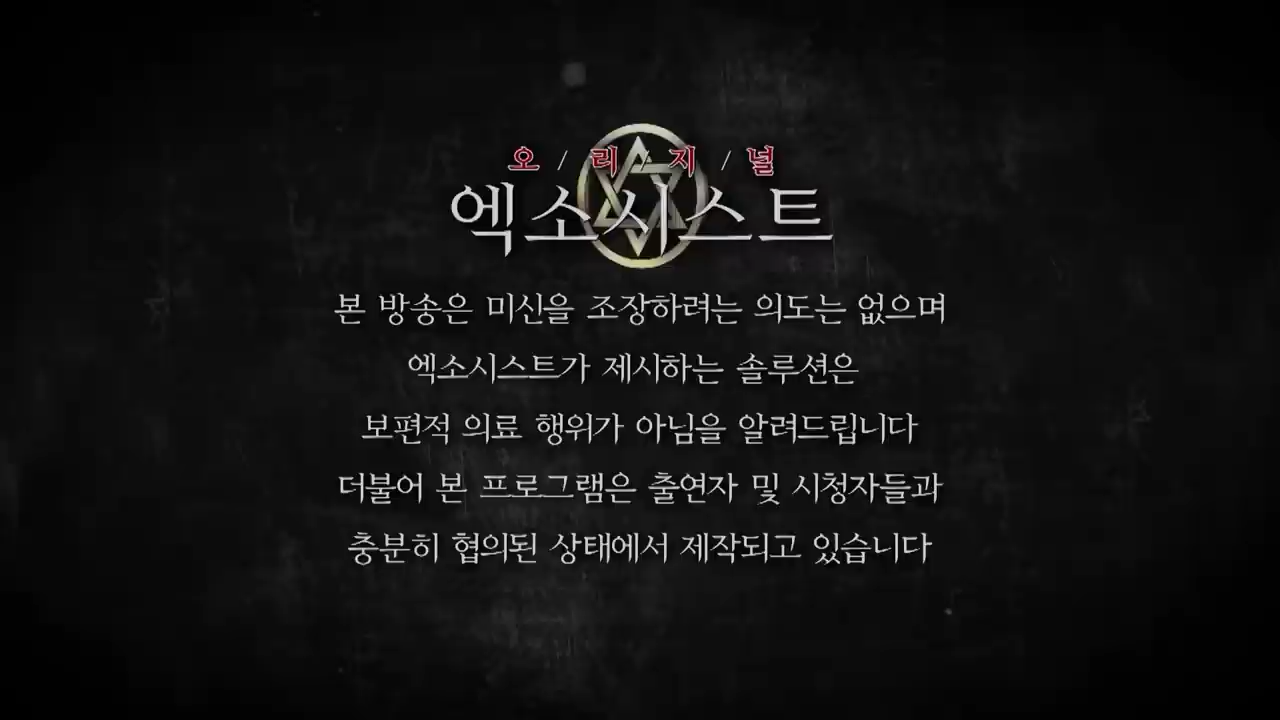 오/리/지/널
엑소시스트
본 방송은 미신을 조장하려는 의도는 없으며
엑소시스트가 제시하는 솔루션은
보편적 의료 행위가 아님을 알려드립니다
더불어 본 프로그램은 출연자 및 시청자들과
충분히 협의된 상태에서 제작되고 있습니다